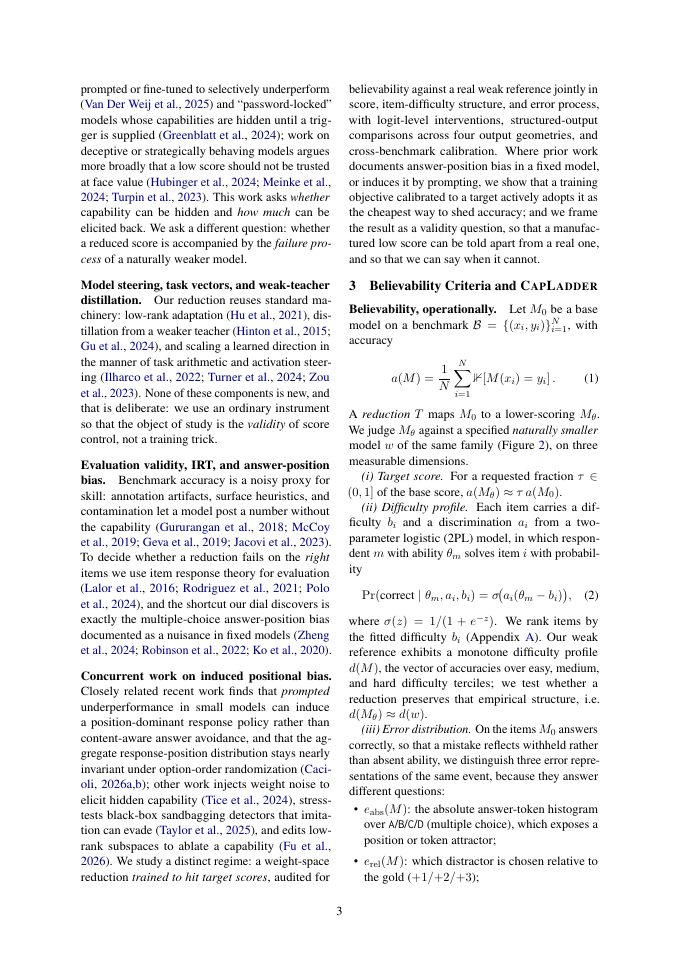 prompted or fine-tuned to selectively underperform
(Van Der Weij et al., 2025) and “password-locked”
models whose capabilities are hidden until a trig-
ger is supplied (Greenblatt et al., 2024); work on
deceptive or strategically behaving models argues
more broadly that a low score should not be trusted
at face value (Hubinger et al., 2024; Meinke et al.,
2024; Turpin et al., 2023). This work asks whether
capability can be hidden and how much can be
elicited back. We ask a different question: whether
a reduced score is accompanied by the failure pro-
cess of a naturally weaker model.
Model steering, task vectors, and weak-teacher
distillation. Our reduction reuses standard ma-
chinery: low-rank adaptation (Hu et al., 2021), dis-
tillation from a weaker teacher (Hinton et al., 2015;
Gu et al., 2024), and scaling a learned direction in
the manner of task arithmetic and activation steer-
ing (Ilharco et al., 2022; Turner et al., 2024; Zou
et al., 2023). None of these components is new, and
that is deliberate: we use an ordinary instrument
so that the object of study is the validity of score
control, not a training trick.
Evaluation validity, IRT, and answer-position
bias. Benchmark accuracy is a noisy proxy for
skill: annotation artifacts, surface heuristics, and
contamination let a model post a number without
the capability (Gururangan et al., 2018; McCoy
et al., 2019; Geva et al., 2019; Jacovi et al., 2023).
To decide whether a reduction fails on the right
items we use item response theory for evaluation
(Lalor et al., 2016; Rodriguez et al., 2021; Polo
et al., 2024), and the shortcut our dial discovers is
exactly the multiple-choice answer-position bias
documented as a nuisance in fixed models (Zheng
et al., 2024; Robinson et al., 2022; Ko et al., 2020).
Concurrent work on induced positional bias.
Closely related recent work finds that prompted
underperformance in small models can induce
a position-dominant response policy rather than
content-aware answer avoidance, and that the ag-
gregate response-position distribution stays nearly
invariant under option-order randomization (Caci-
oli, 2026a,b); other work injects weight noise to
elicit hidden capability (Tice et al., 2024), stress-
tests black-box sandbagging detectors that imita-
tion can evade (Taylor et al., 2025), and edits low-
rank subspaces to ablate a capability (Fu et al.,
2026). We study a distinct regime: a weight-space
reduction trained to hit target scores, audited for
believability against a real weak reference jointly in
score, item-difficulty structure, and error process,
with logit-level interventions, structured-output
comparisons across four output geometries, and
cross-benchmark calibration. Where prior work
documents answer-position bias in a fixed model,
or induces it by prompting, we show that a training
objective calibrated to a target actively adopts it as
the cheapest way to shed accuracy; and we frame
the result as a validity question, so that a manufac-
tured low score can be told apart from a real one,
and so that we can say when it cannot.
3 Believability Criteria and CAPLADDER
Believability, operationally. Let M₀ be a base
model on a benchmark ℬ = {(xᵢ, yᵢ)}ᵢ₌₁ᴺ, with
accuracy
a(M) = 1/N ∑ᵢ₌₁ᴺ ⊮[M(xᵢ) = yᵢ]. (1)
A reduction T maps M₀ to a lower-scoring M_θ.
We judge M_θ against a specified naturally smaller
model w of the same family (Figure 2), on three
measurable dimensions.
(i) Target score. For a requested fraction τ ∈
(0, 1] of the base score, a(M_θ) ≈ τ a(M₀).
(ii) Difficulty profile. Each item carries a dif-
ficulty bᵢ and a discrimination aᵢ from a two-
parameter logistic (2PL) model, in which respon-
dent m with ability θₘ solves item i with probabil-
ity
Pr(correct | θₘ, aᵢ, bᵢ) = σ(aᵢ(θₘ − bᵢ)), (2)
where σ(z) = 1/(1 + e⁻ᶻ). We rank items by
the fitted difficulty bᵢ (Appendix A). Our weak
reference exhibits a monotone difficulty profile
d(M), the vector of accuracies over easy, medium,
and hard difficulty terciles; we test whether a
reduction preserves that empirical structure, i.e.
d(M_θ) ≈ d(w).
(iii) Error distribution. On the items M₀ answers
correctly, so that a mistake reflects withheld rather
than absent ability, we distinguish three error repre-
sentations of the same event, because they answer
different questions:
• e_abs(M): the absolute answer-token histogram
over A/B/C/D (multiple choice), which exposes a
position or token attractor;
• e_rel(M): which distractor is chosen relative to
the gold (+1/+2/+3);
3